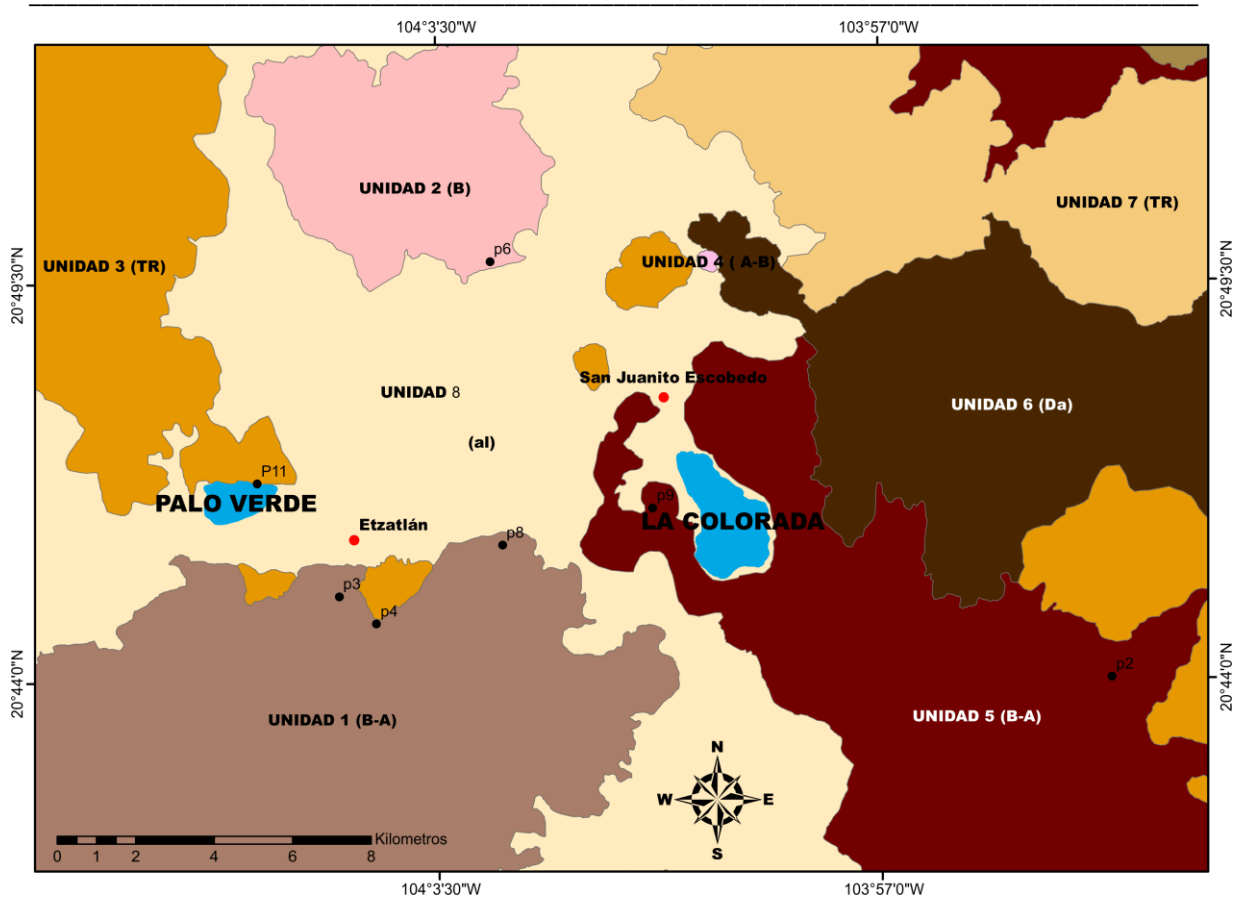 104°3'30"W
103°57'0"W
UNIDAD 2 (B)
UNIDAD 7 (TR)
p6
UNIDAD 3 (TR)
UNIDAD 4 ( A-B)
20°49'30"N
20°49'30"N
San Juanito Escobedo
UNIDAD 8
UNIDAD 6 (Da)
(al)
P11
PALO VERDE
p9
LA COLORADA
Etzatlán
p8
p3
p4
p2
20°44'0"N
20°44'0"N
UNIDAD 1 (B-A)
UNIDAD 5 (B-A)
N
W
E
S
Kilometros
0 1 2 4 6 8
104°3'30"W
103°57'0"W